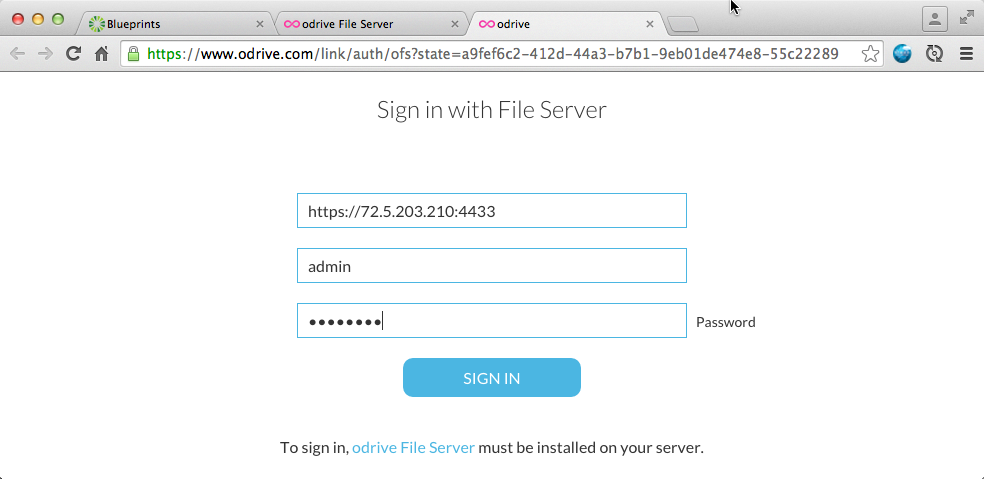 Blueprints
odrive File Server
odrive
https://www.odrive.com/link/auth/ofs?state=a9fef6c2-412d-44a3-b7b1-9eb01de474e8-55c22289
Sign in with File Server
https://72.5.203.210:4433
admin
••••••••
Password
SIGN IN
To sign in, odrive File Server must be installed on your server.